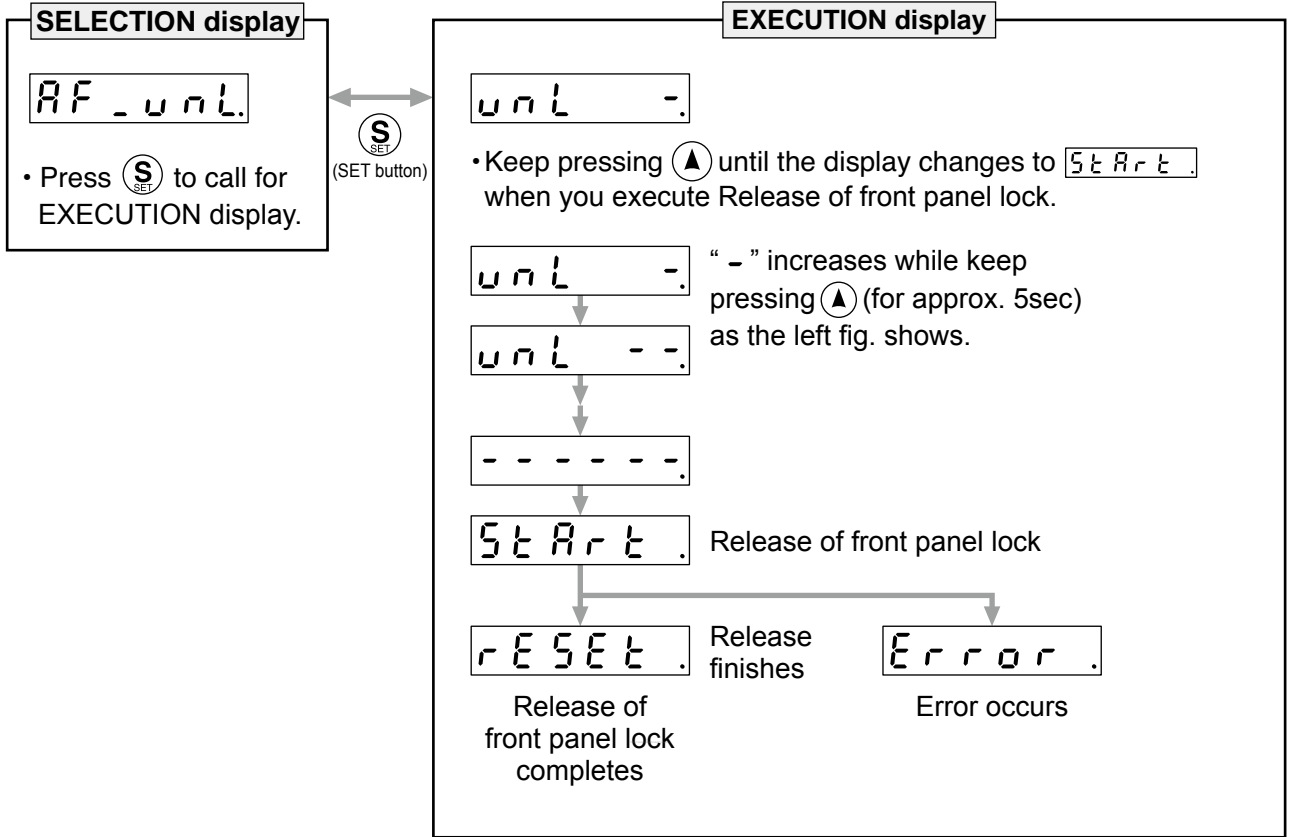 SELECTION display
AF_unL.
• Press S SET to call for
EXECUTION display.
S SET
(SET button)
EXECUTION display
unL -.
• Keep pressing ▲ until the display changes to StArt .
when you execute Release of front panel lock.
unL -.
“ - ” increases while keep
pressing ▲ (for approx. 5sec)
as the left fig. shows.
unL --.
------.
StArt .
Release of front panel lock
rESEt .
Release
finishes
Error .
Release of
front panel lock
completes
Error occurs